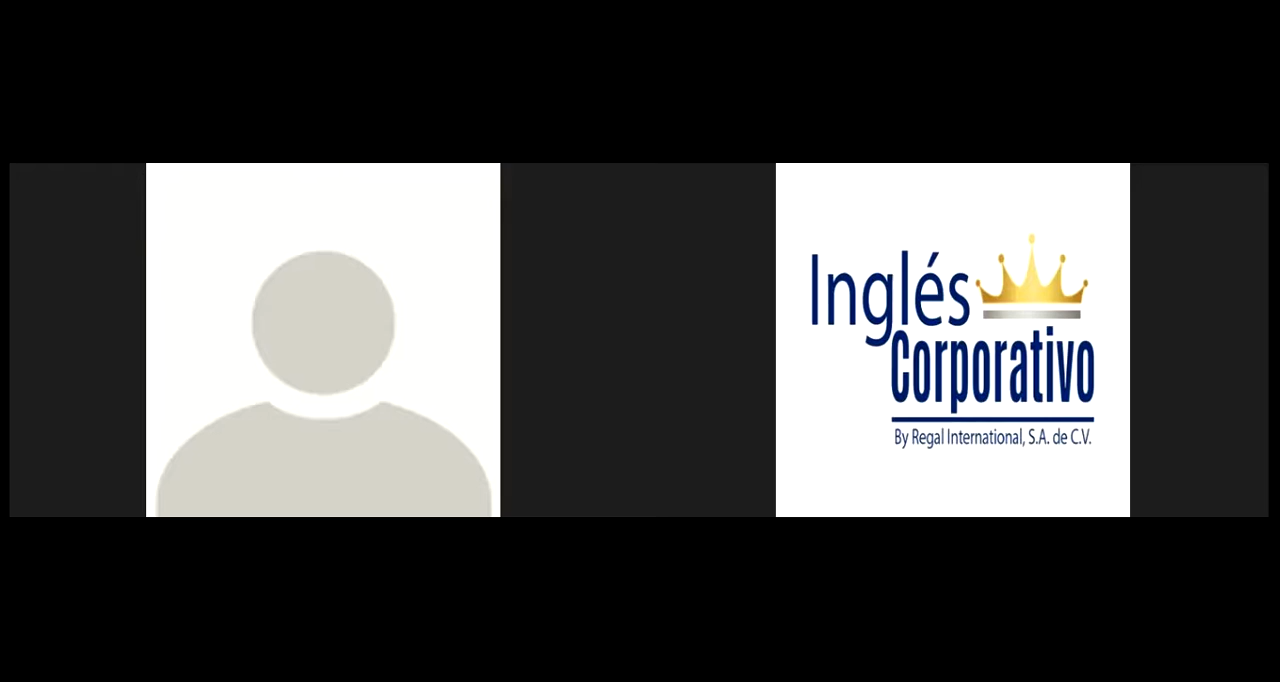 Inglés
Corporativo
By Regal International, S.A. de C.V.